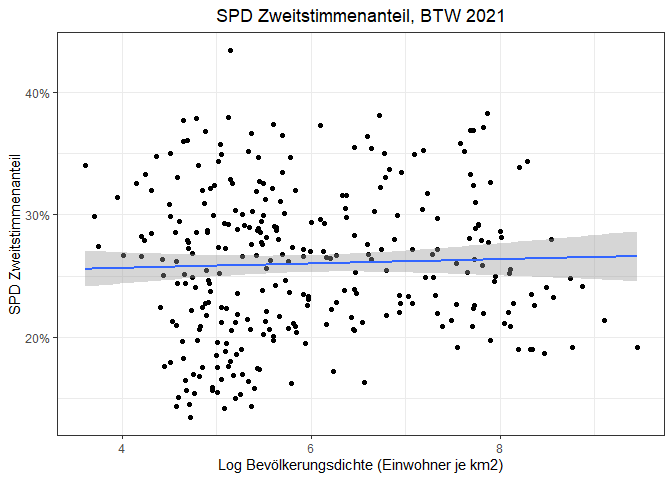 SPD Zweitstimmenanteil, BTW 2021
SPD Zweitstimmenanteil
40%
30%
20%
4 6 8
Log Bevölkerungsdichte (Einwohner je km2)